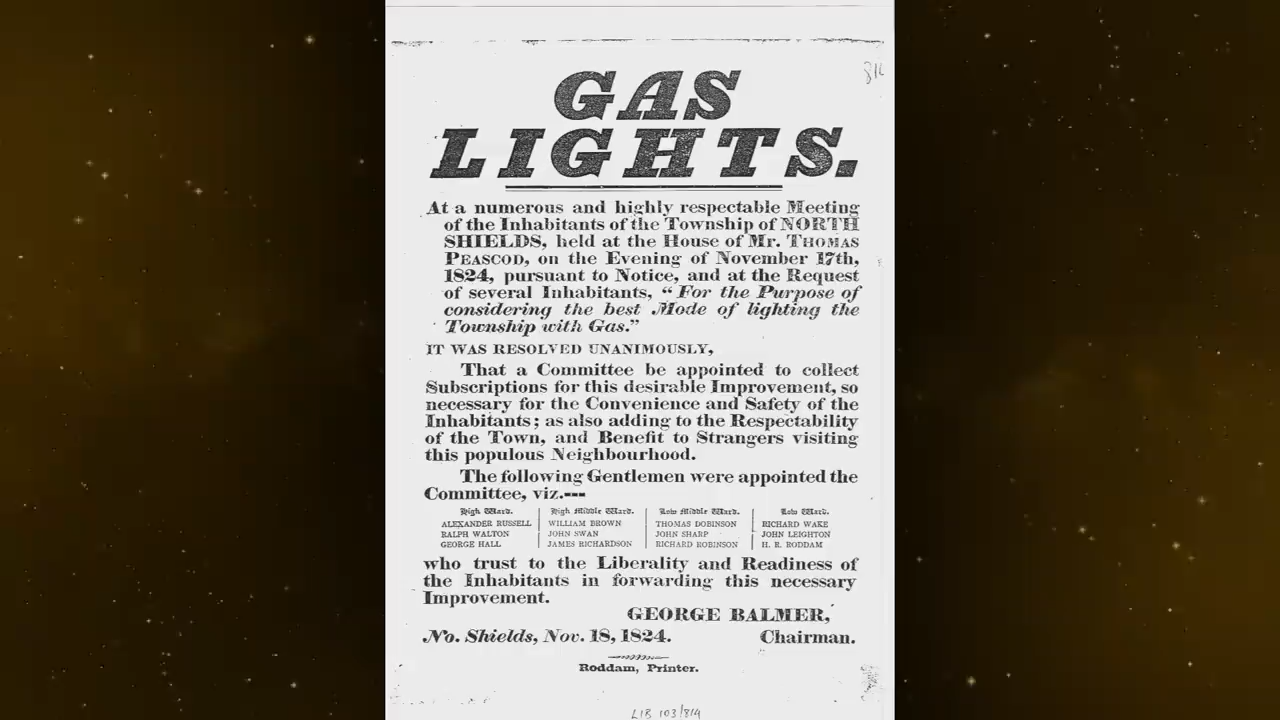 814
GAS
LIGHTS.
At a numerous and highly respectable Meeting
of the Inhabitants of the Township of NORTH
SHIELDS, held at the House of Mr. THOMAS
PEASCOD, on the Evening of November 17th,
1824, pursuant to Notice, and at the Request
of several Inhabitants, “For the Purpose of
considering the best Mode of lighting the
Township with Gas.”
IT WAS RESOLVED UNANIMOUSLY,
That a Committee be appointed to collect
Subscriptions for this desirable Improvement, so
necessary for the Convenience and Safety of the
Inhabitants; as also adding to the Respectability
of the Town, and Benefit to Strangers visiting
this populous Neighbourhood.
The following Gentlemen were appointed the
Committee, viz.---
High Ward.
ALEXANDER RUSSELL
RALPH WALTON
GEORGE HALL
High Middle Ward.
WILLIAM BROWN
JOHN SWAN
JAMES RICHARDSON
Low Middle Ward.
THOMAS DOBINSON
JOHN SHARP
RICHARD ROBINSON
Low Ward.
RICHARD WAKE
JOHN LEIGHTON
H. E. RODDAM
who trust to the Liberality and Readiness of
the Inhabitants in forwarding this necessary
Improvement.
GEORGE BALMER,
No. Shields, Nov. 18, 1824. Chairman.
Roddam, Printer.
LIB 103/814